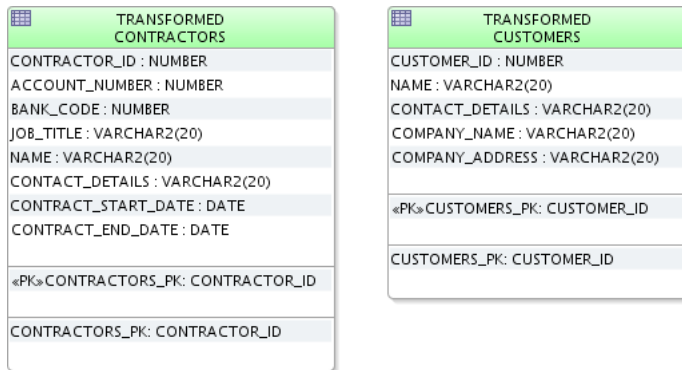 TRANSFORMED
CONTRACTORS
CONTRACTOR_ID : NUMBER
ACCOUNT_NUMBER : NUMBER
BANK_CODE : NUMBER
JOB_TITLE : VARCHAR2(20)
NAME : VARCHAR2(20)
CONTACT_DETAILS : VARCHAR2(20)
CONTRACT_START_DATE : DATE
CONTRACT_END_DATE : DATE
«PK»CONTRACTORS_PK: CONTRACTOR_ID
CONTRACTORS_PK: CONTRACTOR_ID
TRANSFORMED
CUSTOMERS
CUSTOMER_ID : NUMBER
NAME : VARCHAR2(20)
CONTACT_DETAILS : VARCHAR2(20)
COMPANY_NAME : VARCHAR2(20)
COMPANY_ADDRESS : VARCHAR2(20)
«PK»CUSTOMERS_PK: CUSTOMER_ID
CUSTOMERS_PK: CUSTOMER_ID